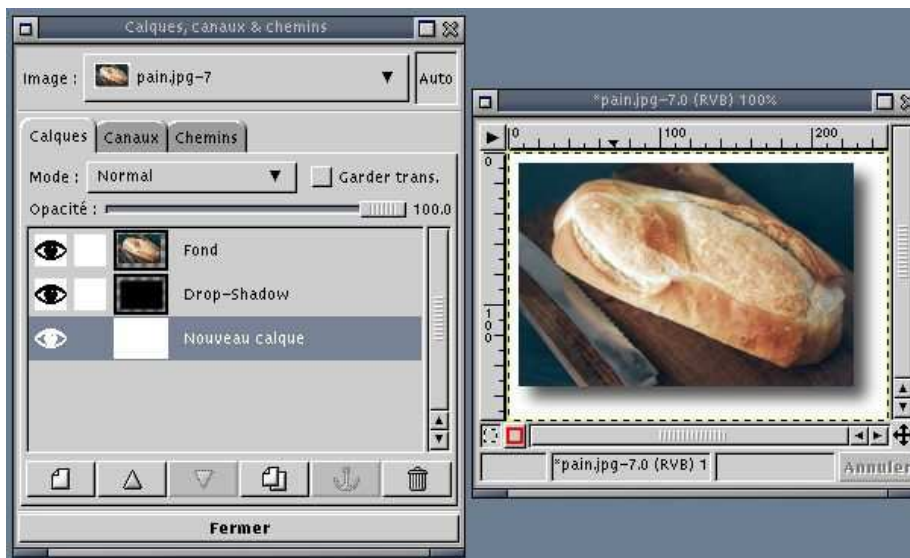 Calques, canaux & chemins
Image : pain.jpg-7 Auto
Calques Canaux Chemins
Mode : Normal Garder trans.
Opacité : 100.0
Fond
Drop-Shadow
Nouveau calque
Fermer
*pain.jpg-7.0 (RVB) 100%
0 100 200
0
100
*pain.jpg-7.0 (RVB) 1
Annuler